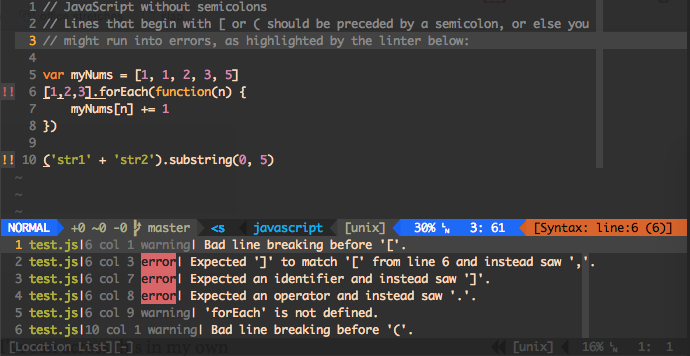 1 // JavaScript without semicolons
2 // Lines that begin with [ or ( should be preceded by a semicolon, or else you
3 // might run into errors, as highlighted by the linter below:
4
5 var myNums = [1, 1, 2, 3, 5]
!! 6 [1,2,3].forEach(function(n) {
7 myNums[n] += 1
8 })
9
!! 10 ('str1' + 'str2').substring(0, 5)
~
~
~
NORMAL +0 ~0 -0 master <s javascript [unix] 30% 3: 61 [Syntax: line:6 (6)]
1 test.js|6 col 1 warning| Bad line breaking before '['.
2 test.js|6 col 3 error| Expected ']' to match '[' from line 6 and instead saw ','.
3 test.js|6 col 7 error| Expected an identifier and instead saw ']'.
4 test.js|6 col 8 error| Expected an operator and instead saw '.'.
5 test.js|6 col 9 warning| 'forEach' is not defined.
6 test.js|10 col 1 warning| Bad line breaking before '('.
[Location List][-] in my own [unix] 16% 1: 1